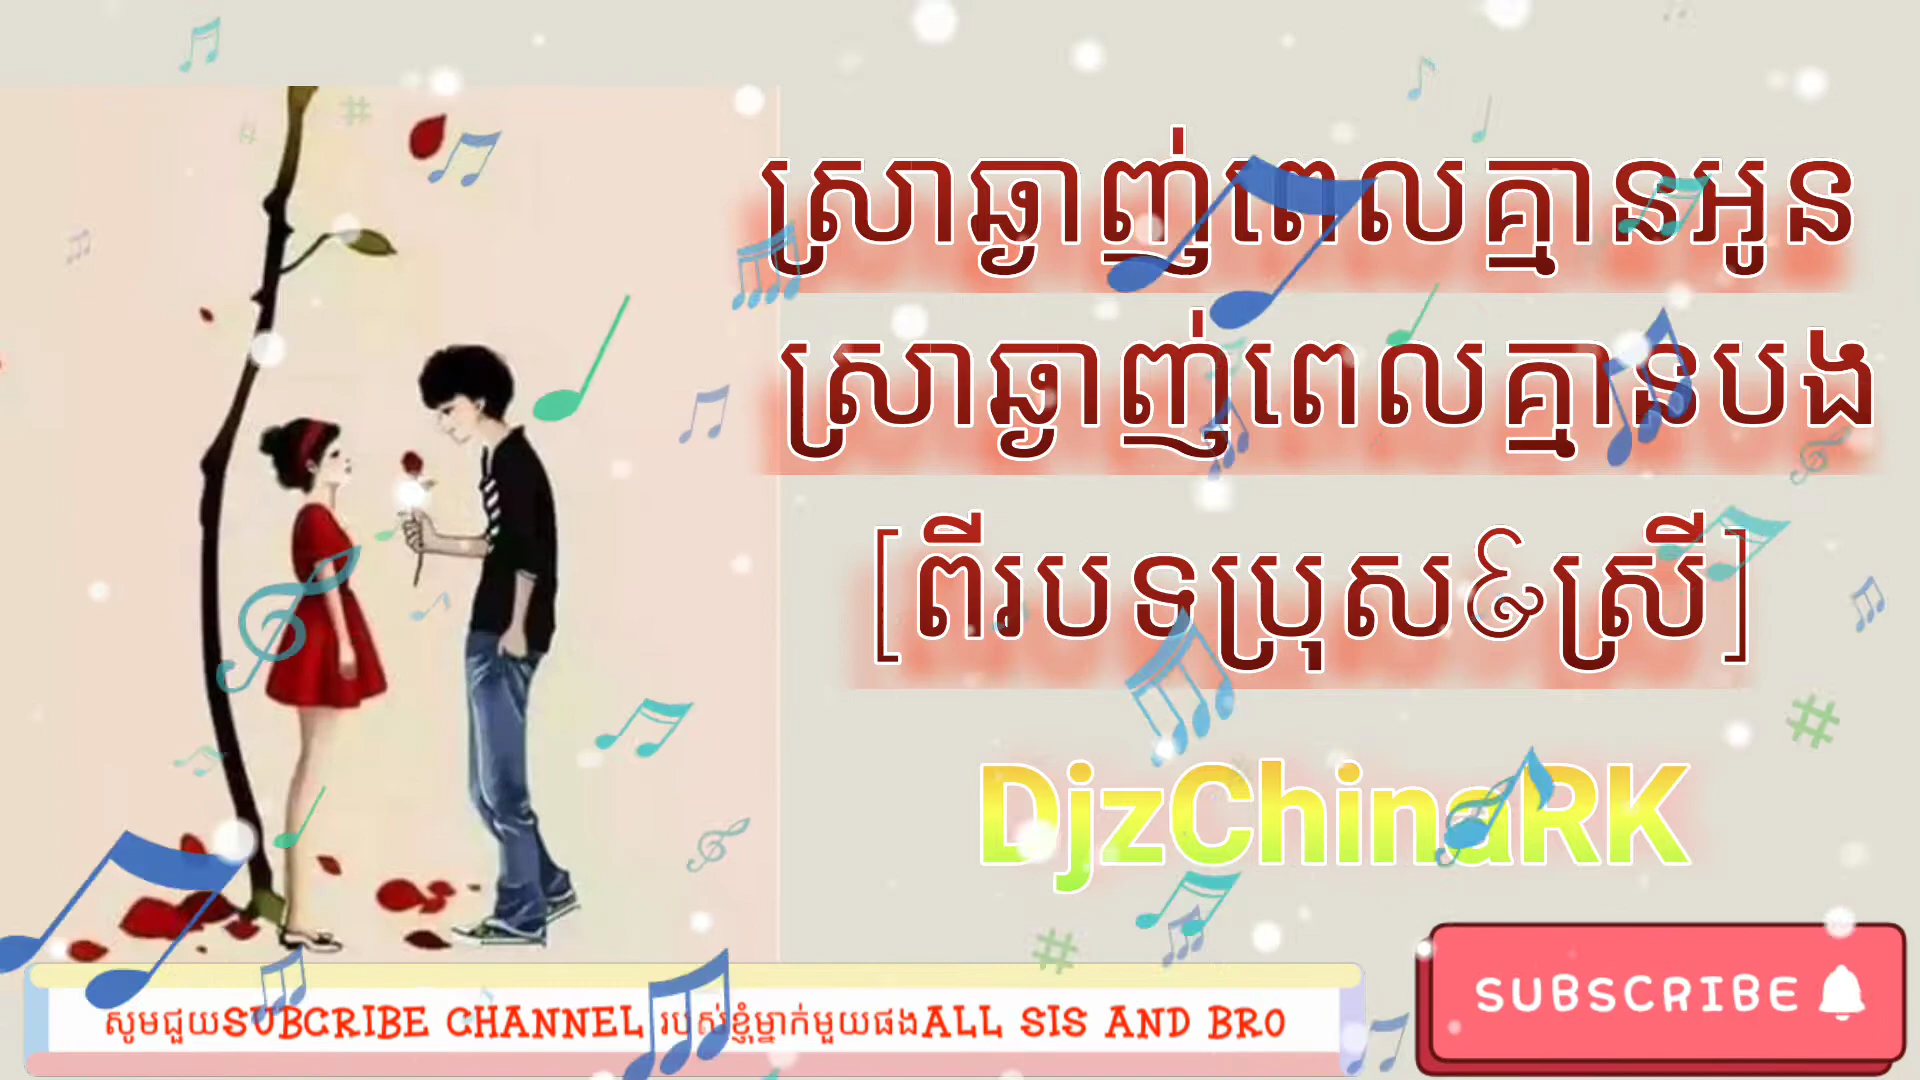 ស្រាឆ្ងាញ់ពេលគ្មានអូន
ស្រាឆ្ងាញ់ពេលគ្មានបង
[ពីរបទប្រុស&ស្រី]
DjzChinaRK
សូមជួយSUBCRIBE CHANNEL របស់ខ្ញុំម្នាក់មួយផងALL SIS AND BRO
SUBSCRIBE